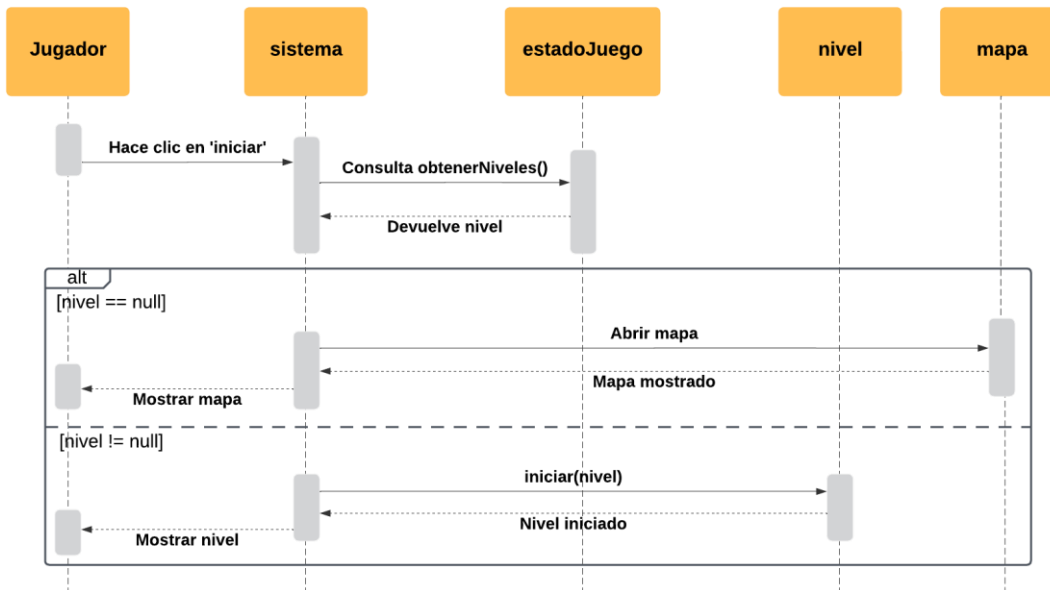 Jugador
sistema
estadoJuego
nivel
mapa
Hace clic en 'iniciar'
Consulta obtenerNiveles()
Devuelve nivel
alt
[nivel == null]
Abrir mapa
Mapa mostrado
Mostrar mapa
[nivel != null]
iniciar(nivel)
Nivel iniciado
Mostrar nivel